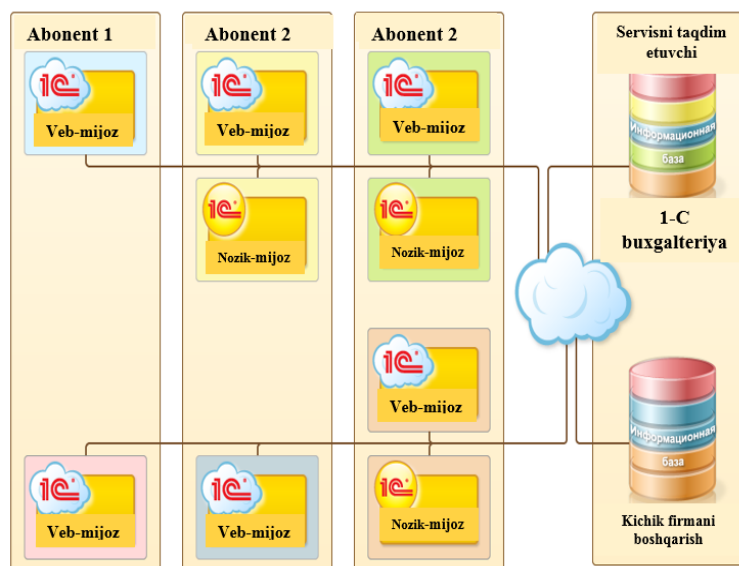 Abonent 1
Abonent 2
Abonent 2
Servisni taqdim
etuvchi
1C
Veb-mijoz
1C
Veb-mijoz
1C
Veb-mijoz
Информационная
база
1C
Nozik-mijoz
1C
Nozik-mijoz
1-C
buxgalteriya
1C
Veb-mijoz
Информационная
база
1C
Veb-mijoz
1C
Veb-mijoz
1C
Nozik-mijoz
Kichik firmani
boshqarish